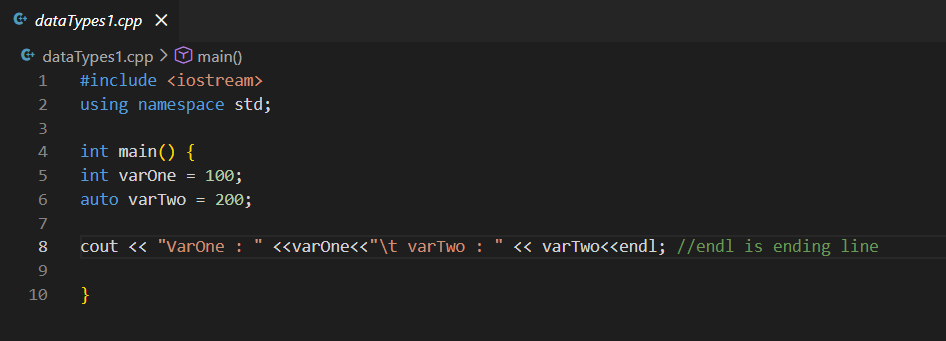 dataTypes1.cpp
dataTypes1.cpp > main()
1 #include <iostream>
2 using namespace std;
3
4 int main() {
5 int varOne = 100;
6 auto varTwo = 200;
7
8 cout << "VarOne : " <<varOne<<"\t varTwo : " << varTwo<<endl; //endl is ending line
9
10 }